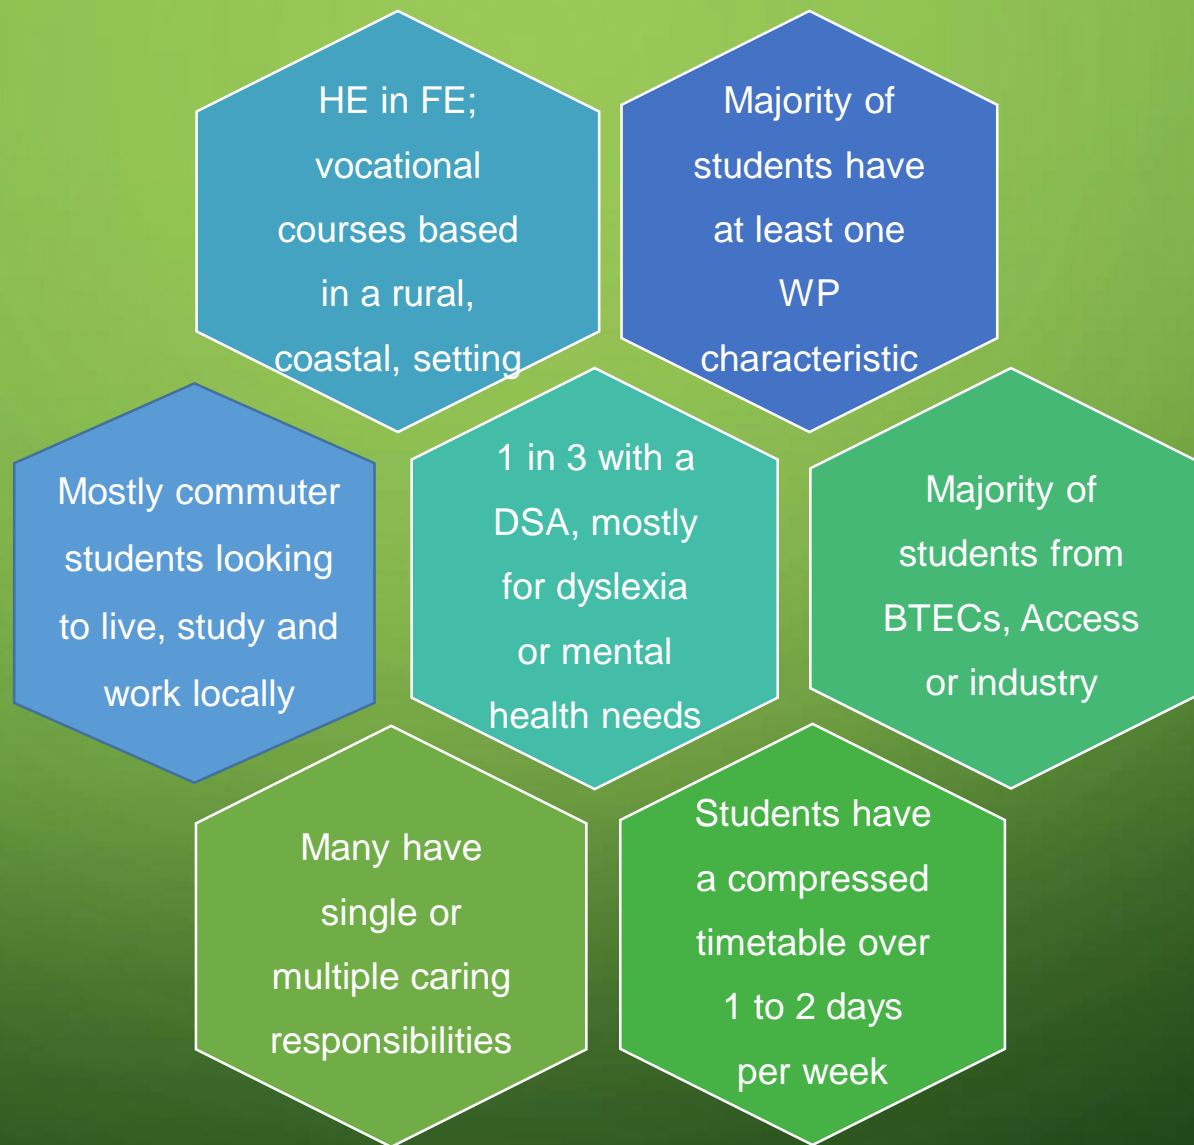 HE in FE;
vocational
courses based
in a rural,
coastal, setting
Majority of
students have
at least one
WP
characteristic
Mostly commuter
students looking
to live, study and
work locally
1 in 3 with a
DSA, mostly
for dyslexia
or mental
health needs
Majority of
students from
BTECs, Access
or industry
Many have
single or
multiple caring
responsibilities
Students have
a compressed
timetable over
1 to 2 days
per week